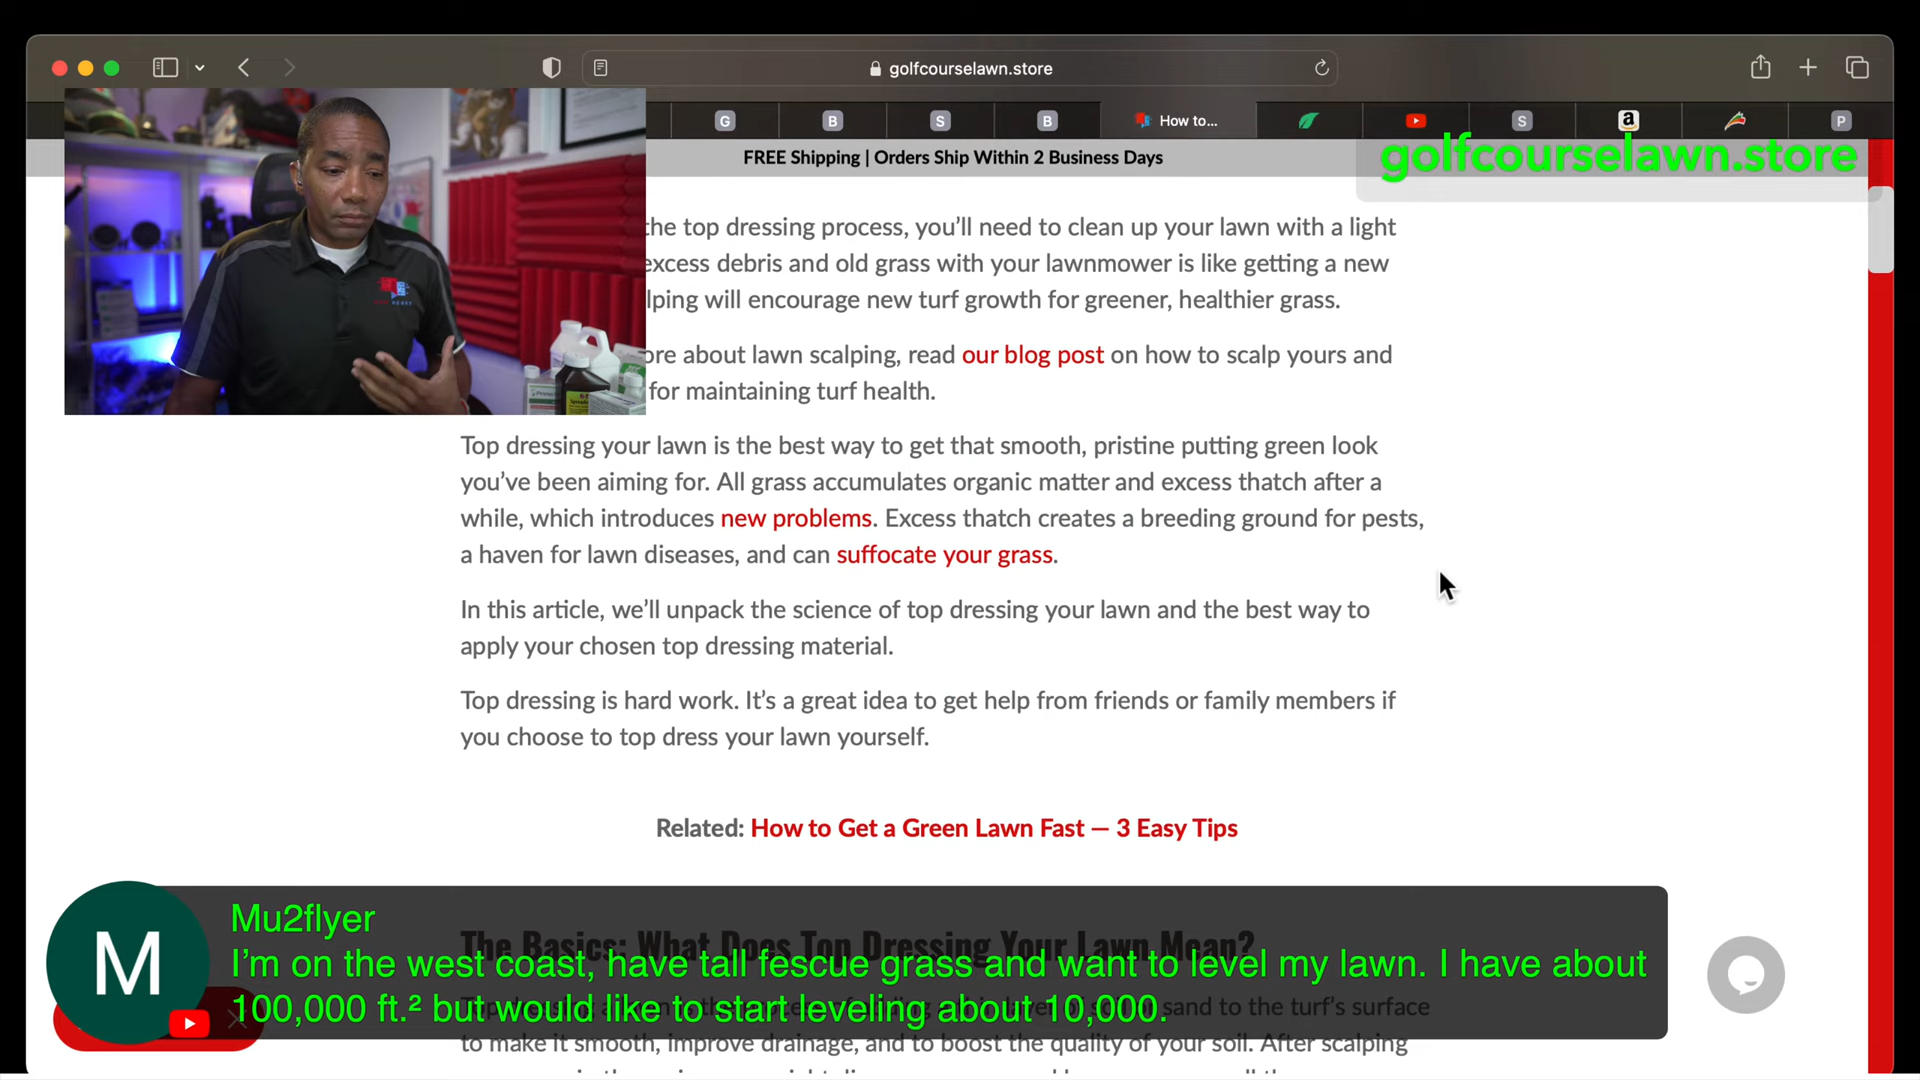 golfcourselawn.store
G
B
S
B
How to...
S
a
P
FREE Shipping | Orders Ship Within 2 Business Days
golfcourselawn.store
the top dressing process, you'll need to clean up your lawn with a light
excess debris and old grass with your lawnmower is like getting a new
lping will encourage new turf growth for greener, healthier grass.
ore about lawn scalping, read our blog post on how to scalp yours and
for maintaining turf health.
Top dressing your lawn is the best way to get that smooth, pristine putting green look
you've been aiming for. All grass accumulates organic matter and excess thatch after a
while, which introduces new problems. Excess thatch creates a breeding ground for pests,
a haven for lawn diseases, and can suffocate your grass.
In this article, we'll unpack the science of top dressing your lawn and the best way to
apply your chosen top dressing material.
Top dressing is hard work. It's a great idea to get help from friends or family members if
you choose to top dress your lawn yourself.
Related: How to Get a Green Lawn Fast — 3 Easy Tips
M
Mu2flyer
The Basics: What Does Top Dressing Your Lawn Mean?
I'm on the west coast, have tall fescue grass and want to level my lawn. I have about
100,000 ft.² but would like to start leveling about 10,000.
sand to the turf's surface
to make it smooth, improve drainage, and to boost the quality of your soil. After scalping